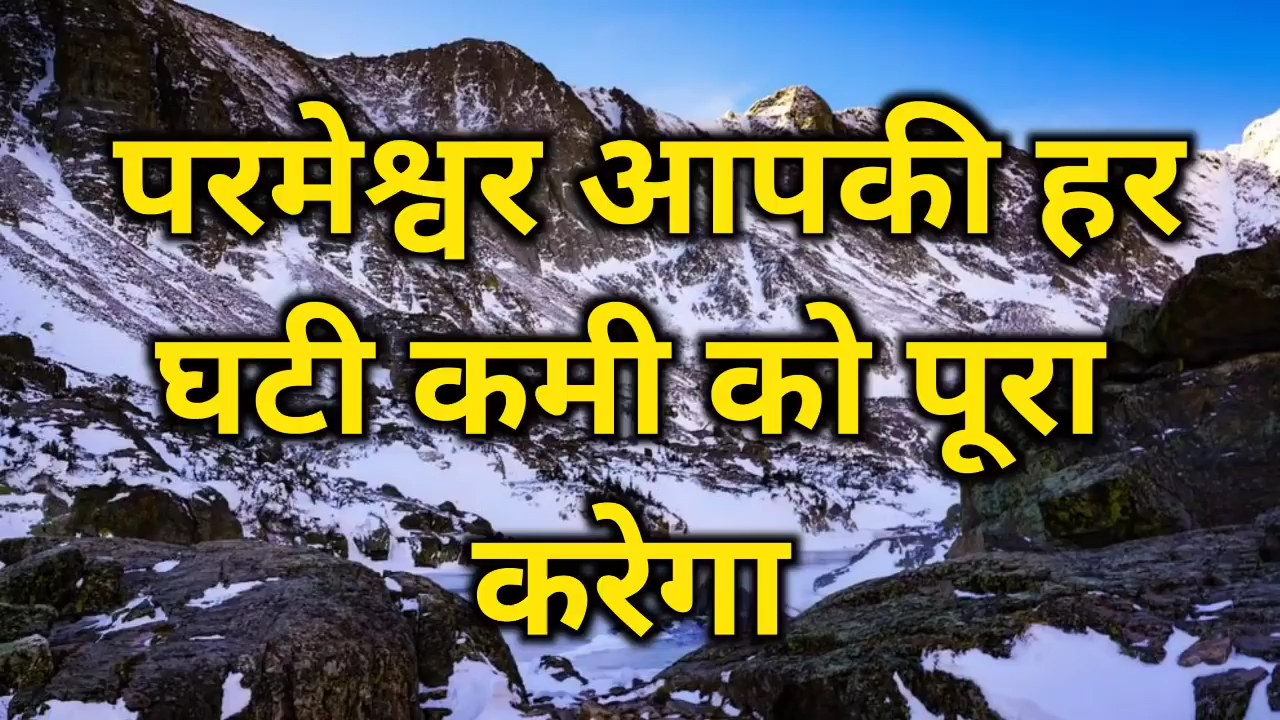 परमेश्वर आपकी हर
घटी कमी को पूरा
करेगा